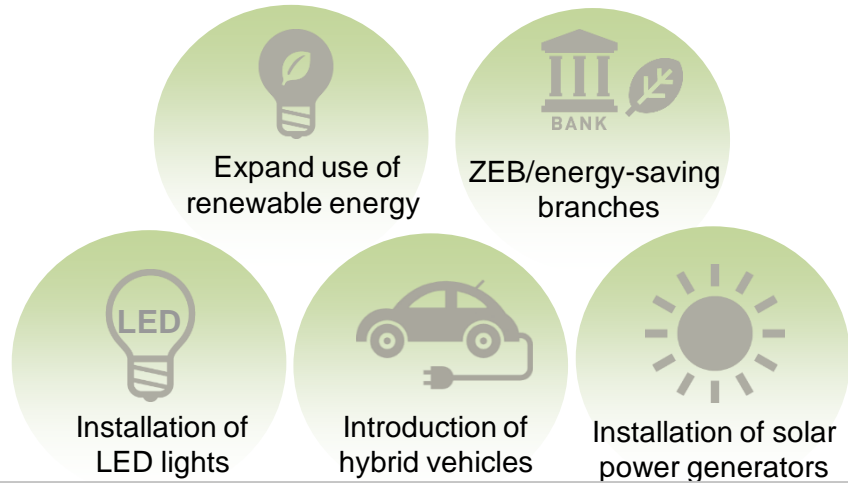 BANK
Expand use of
renewable energy
ZEB/energy-saving
branches
LED
Installation of
LED lights
Introduction of
hybrid vehicles
Installation of solar
power generators